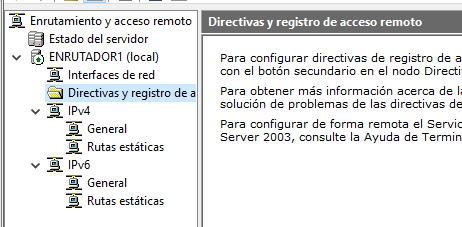 Enrutamiento y acceso remoto
Estado del servidor
ENRUTADOR1 (local)
Interfaces de red
Directivas y registro de a
IPv4
General
Rutas estáticas
IPv6
General
Rutas estáticas
Directivas y registro de acceso remoto
Para configurar directivas de registro de a
con el botón secundario en el nodo Directi
Para obtener más información acerca de la
solución de problemas de las directivas de
Para configurar de forma remota el Servic
Server 2003, consulte la Ayuda de Termin